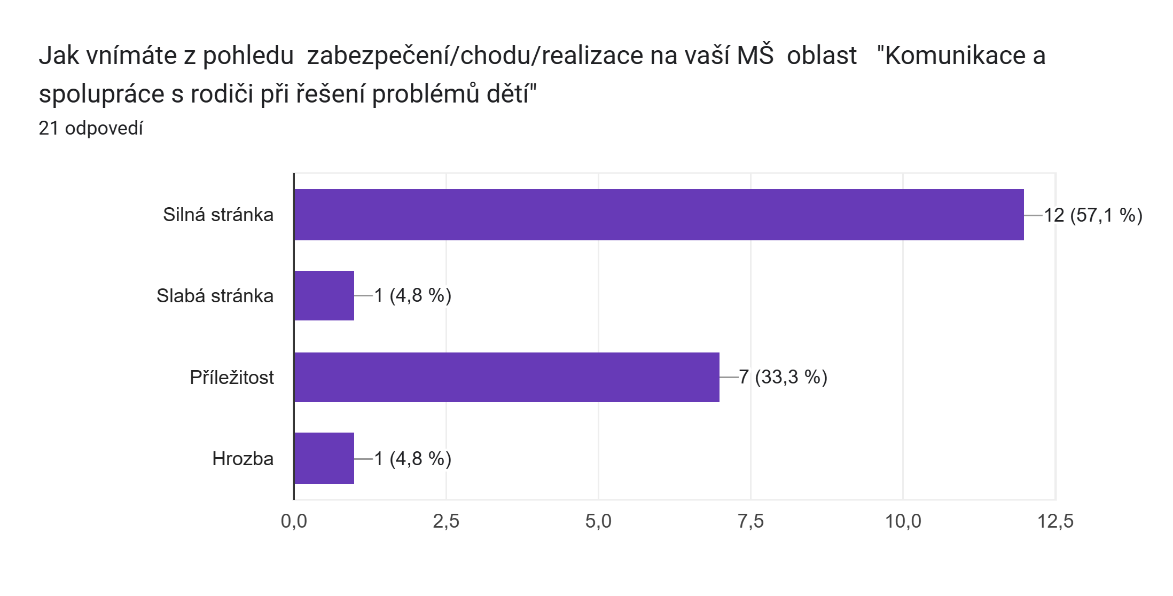 Jak vnímáte z pohledu  zabezpečení/chodu/realizace na vaší MŠ  oblast   "Komunikace a
spolupráce s rodiči při řešení problémů dětí"
21 odpovedí
Silná stránka
12 (57,1 %)
Slabá stránka
1 (4,8 %)
Příležitost
7 (33,3 %)
Hrozba
1 (4,8 %)
0,0
2,5
5,0
7,5
10,0
12,5